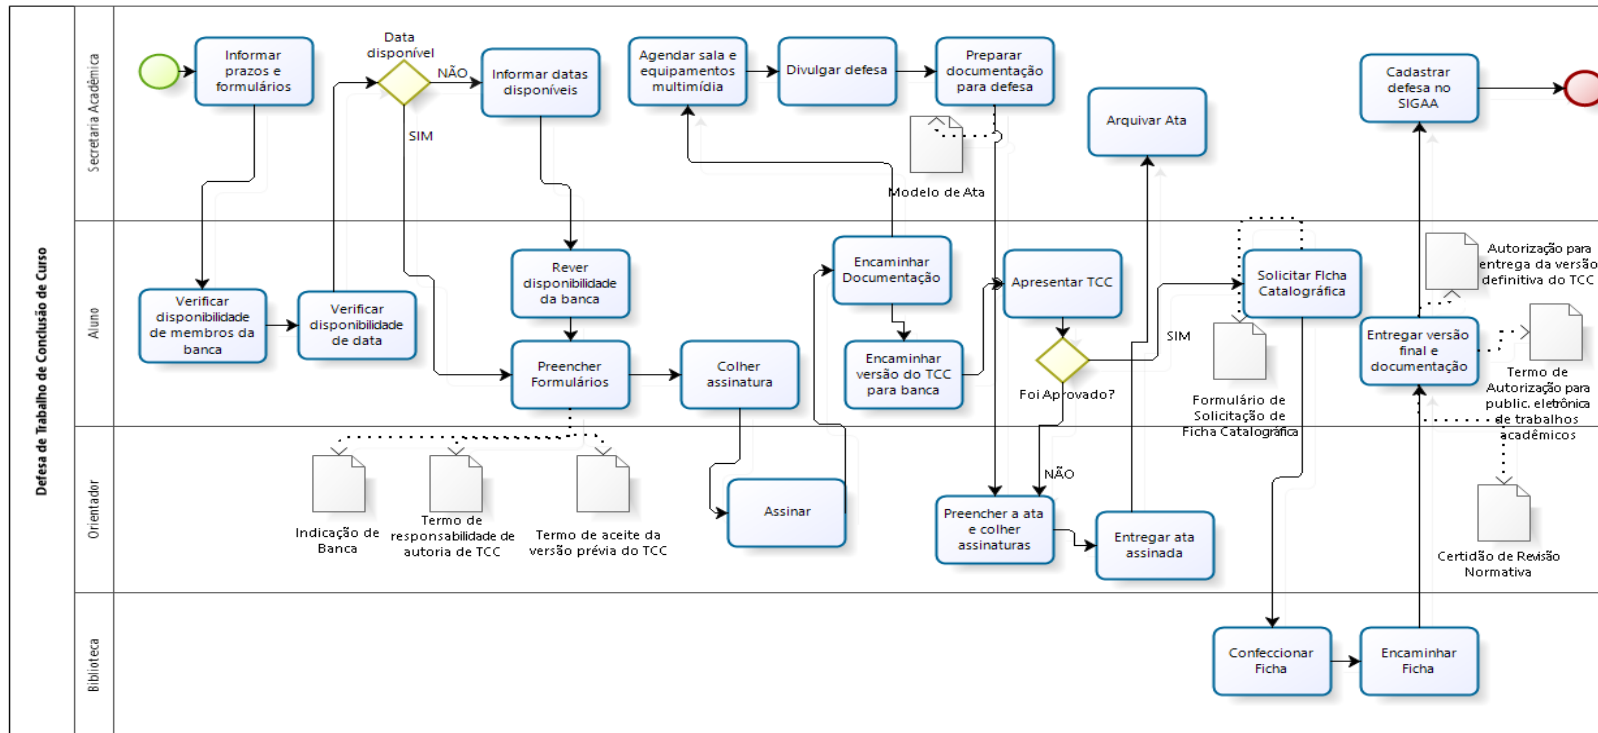 Defesa de Trabalho de Conclusão de Curso
Secretaria Acadêmica
Informar
prazos e
formulários
Data
disponível
NÃO
SIM
Informar datas
disponíveis
Agendar sala e
equipamentos
multimídia
Divulgar defesa
Preparar
documentação
para defesa
Modelo de Ata
Arquivar Ata
Cadastrar
defesa no
SIGAA
Aluno
Verificar
disponibilidade
de membros da
banca
Verificar
disponibilidade
de data
Rever
disponibilidade
da banca
Preencher
Formulários
Colher
assinatura
Encaminhar
Documentação
Encaminhar
versão do TCC
para banca
Apresentar TCC
Foi Aprovado?
SIM
NÃO
Solicitar FIcha
Catalográfica
Formulário de
Solicitação de
Ficha Catalográfica
Entregar versão
final e
documentação
Autorização para
entrega da versão
definitiva do TCC
Termo de
Autorização para
public. eletrônica
de trabalhos
acadêmicos
Orientador
Indicação de
Banca
Termo de
responsabilidade de
autoria de TCC
Termo de aceite da
versão prévia do TCC
Assinar
Preencher a ata
e colher
assinaturas
Entregar ata
assinada
Certidão de Revisão
Normativa
Biblioteca
Confeccionar
Ficha
Encaminhar
Ficha